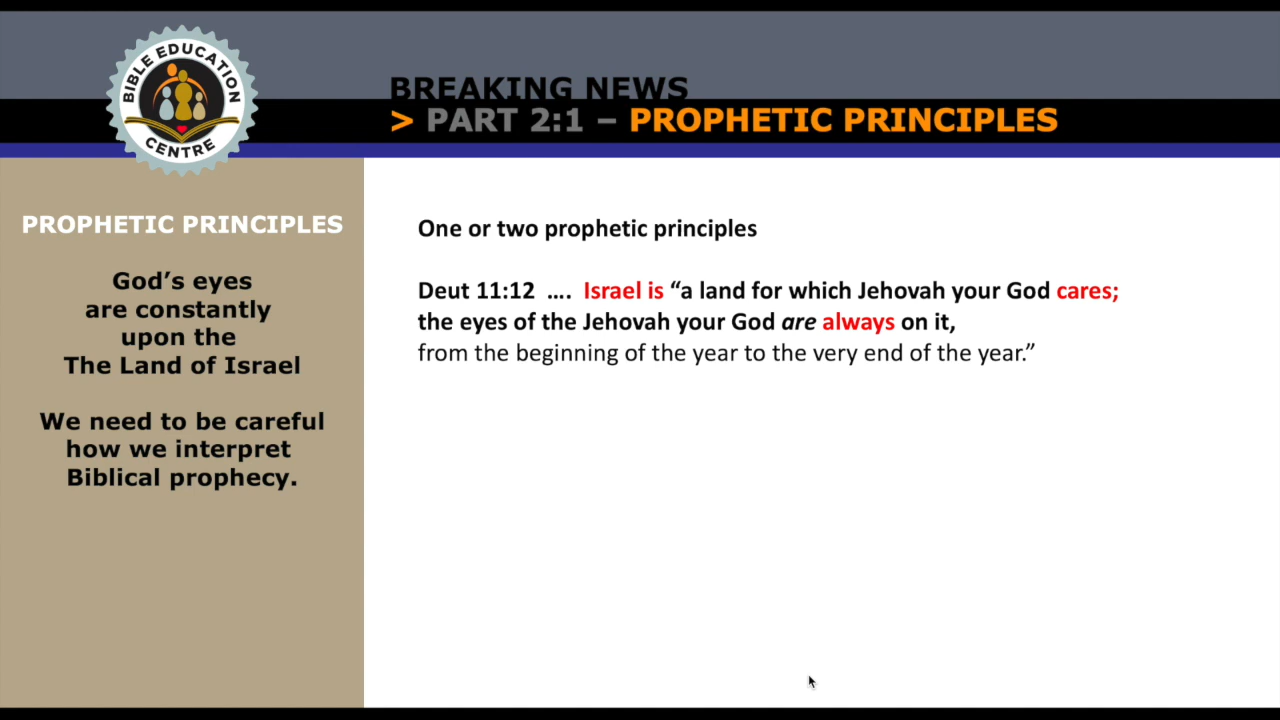 BIBLE EDUCATION
CENTRE
BREAKING NEWS
> PART 2:1 – PROPHETIC PRINCIPLES
PROPHETIC PRINCIPLES
God’s eyes
are constantly
upon the
The Land of Israel
We need to be careful
how we interpret
Biblical prophecy.
One or two prophetic principles
Deut 11:12 …. Israel is “a land for which Jehovah your God cares;
the eyes of the Jehovah your God are always on it,
from the beginning of the year to the very end of the year.”